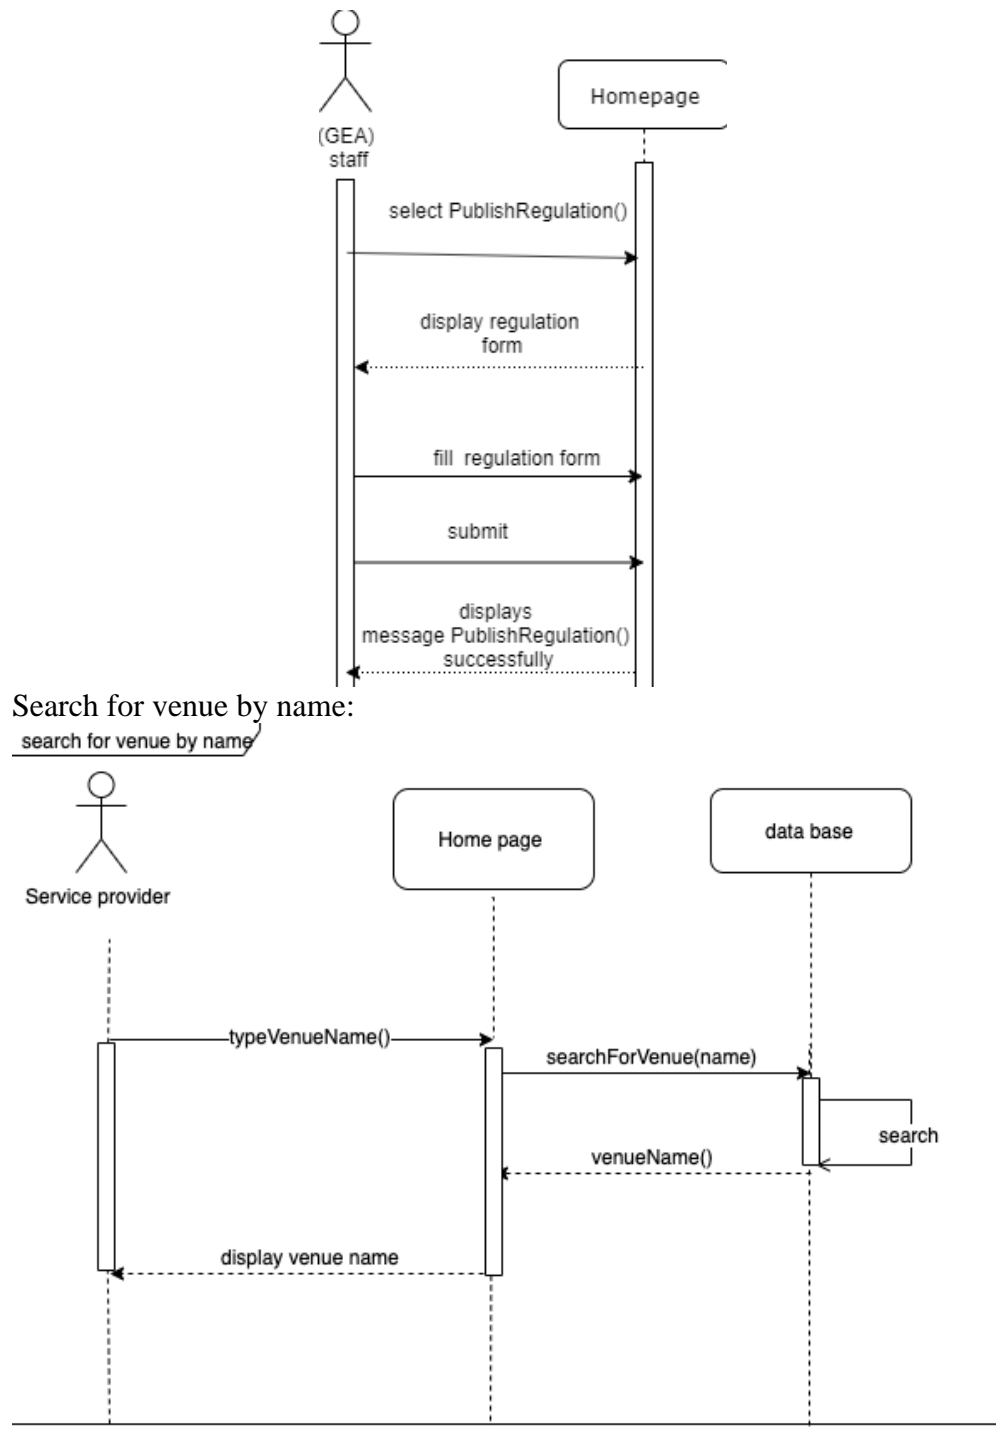 Homepage
(GEA)
staff
select PublishRegulation()
display regulation
form
fill regulation form
submit
displays
message PublishRegulation()
successfully
Search for venue by name:
search for venue by name
Home page
data base
Service provider
typeVenueName()
searchForVenue(name)
search
venueName()
display venue name